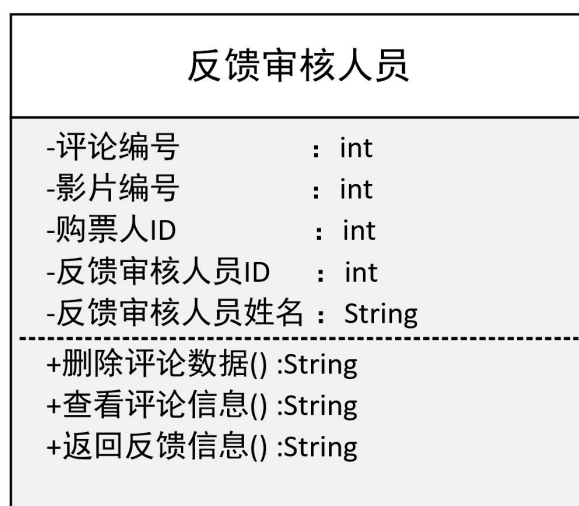 反馈审核人员
-评论编号 : int
-影片编号 : int
-购票人ID : int
-反馈审核人员ID : int
-反馈审核人员姓名 : String
+删除评论数据() :String
+查看评论信息() :String
+返回反馈信息() :String